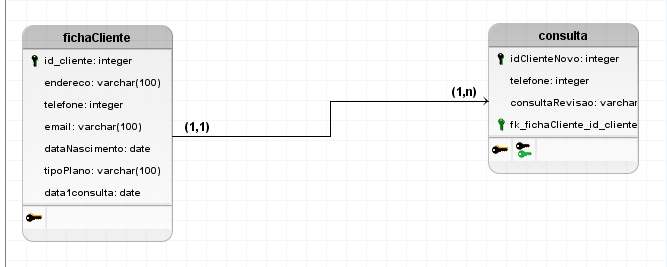 fichaCliente
id_cliente: integer
endereco: varchar(100)
telefone: integer
email: varchar(100)
dataNascimento: date
tipoPlano: varchar(100)
data1consulta: date
(1,1)
(1,n)
consulta
idClienteNovo: integer
telefone: integer
consultaRevisao: varchar
fk_fichaCliente_id_cliente